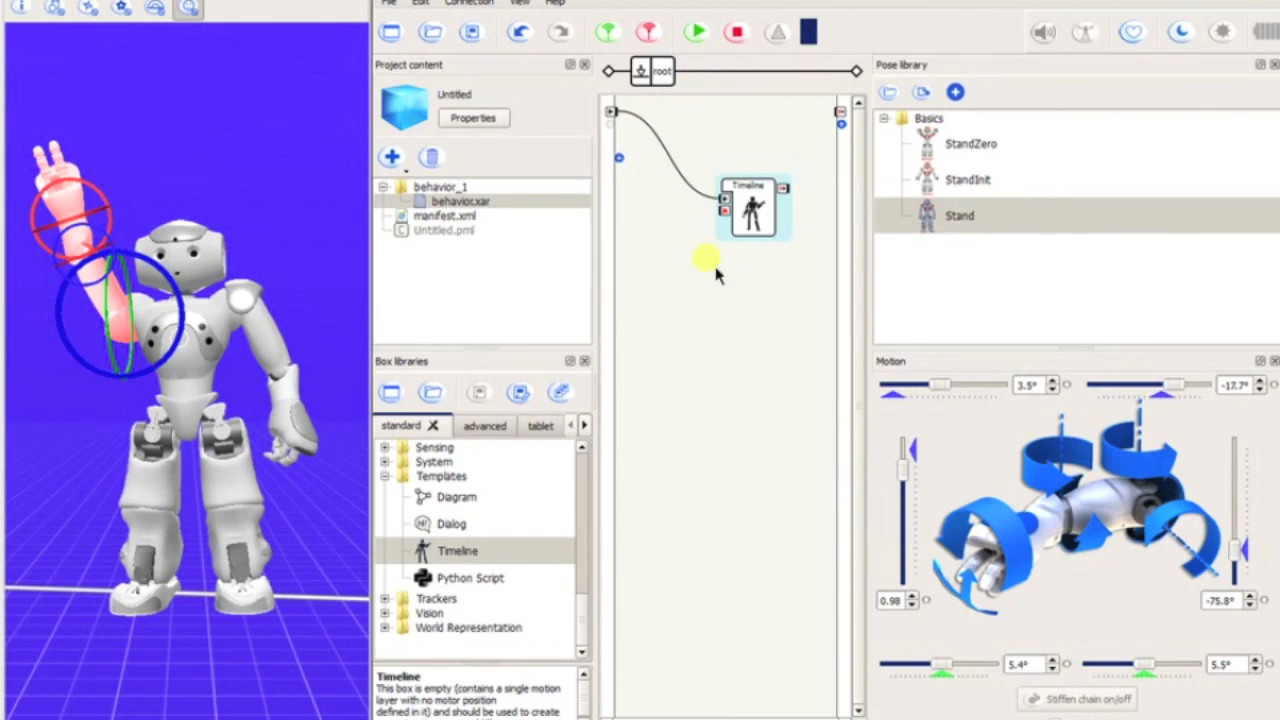 File Edit Connection View Help
Project content
root
Pose library
Untitled
Properties
behavior_1
behavior.xar
manifest.xml
Untitled.pml
Timeline
Basics
StandZero
StandInit
Stand
Box libraries
standard advanced tablet
Sensing
System
Templates
Diagram
Dialog
Timeline
Python Script
Trackers
Vision
World Representation
Timeline
This box is empty (contains a single motion
layer with no motor position
defined in it) and should be used to create
Motion
3.5° -17.7°
0.98 -75.8°
5.4° 5.5°
Stiffen chain on/off